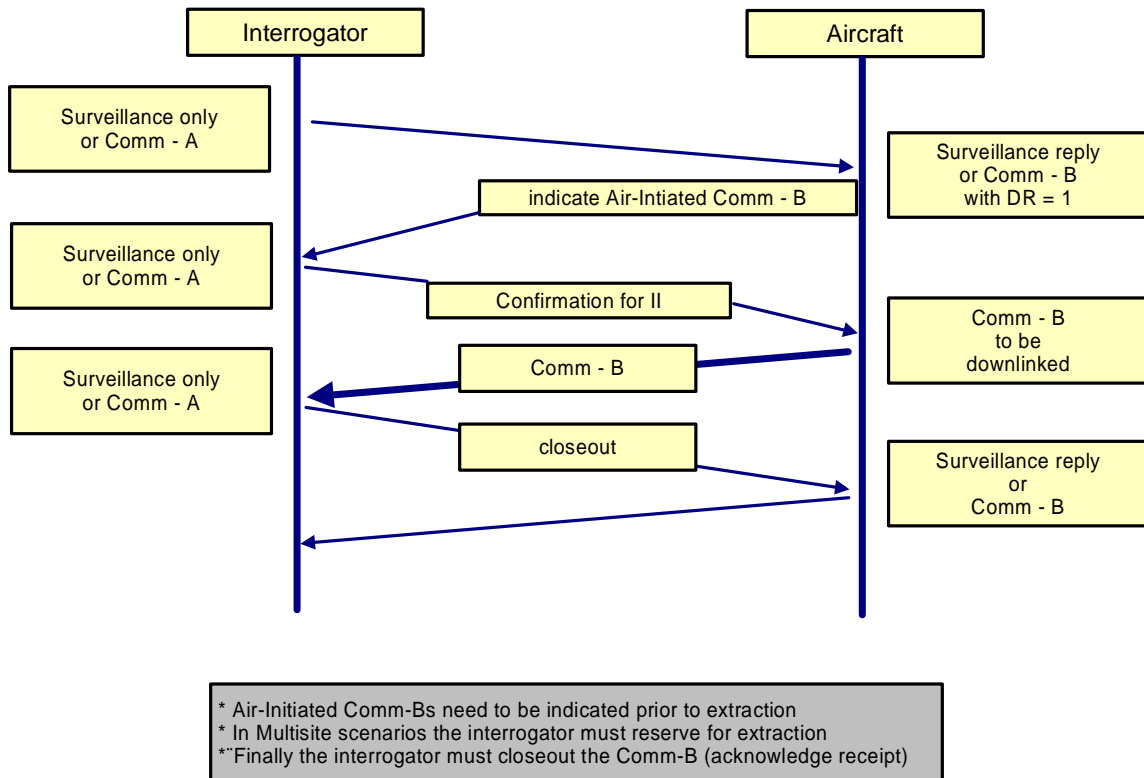 Interrogator
Aircraft
Surveillance only
or Comm - A
Surveillance reply
or Comm - B
with DR = 1
indicate Air-Intiated Comm - B
Surveillance only
or Comm - A
Confirmation for II
Comm - B
to be
downlinked
Comm - B
Surveillance only
or Comm - A
closeout
Surveillance reply
or
Comm - B
* Air-Initiated Comm-Bs need to be indicated prior to extraction
* In Multisite scenarios the interrogator must reserve for extraction
*¨Finally the interrogator must closeout the Comm-B (acknowledge receipt)